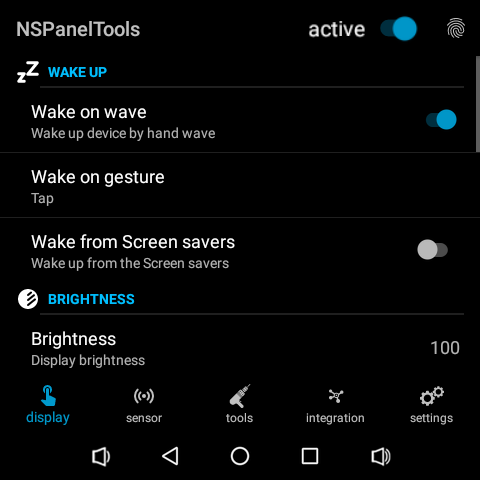 NSPanelTools active
zZZ WAKE UP
Wake on wave
Wake up device by hand wave
Wake on gesture
Tap
Wake from Screen savers
Wake up from the Screen savers
BRIGHTNESS
Brightness 100
Display brightness
display sensor tools integration settings